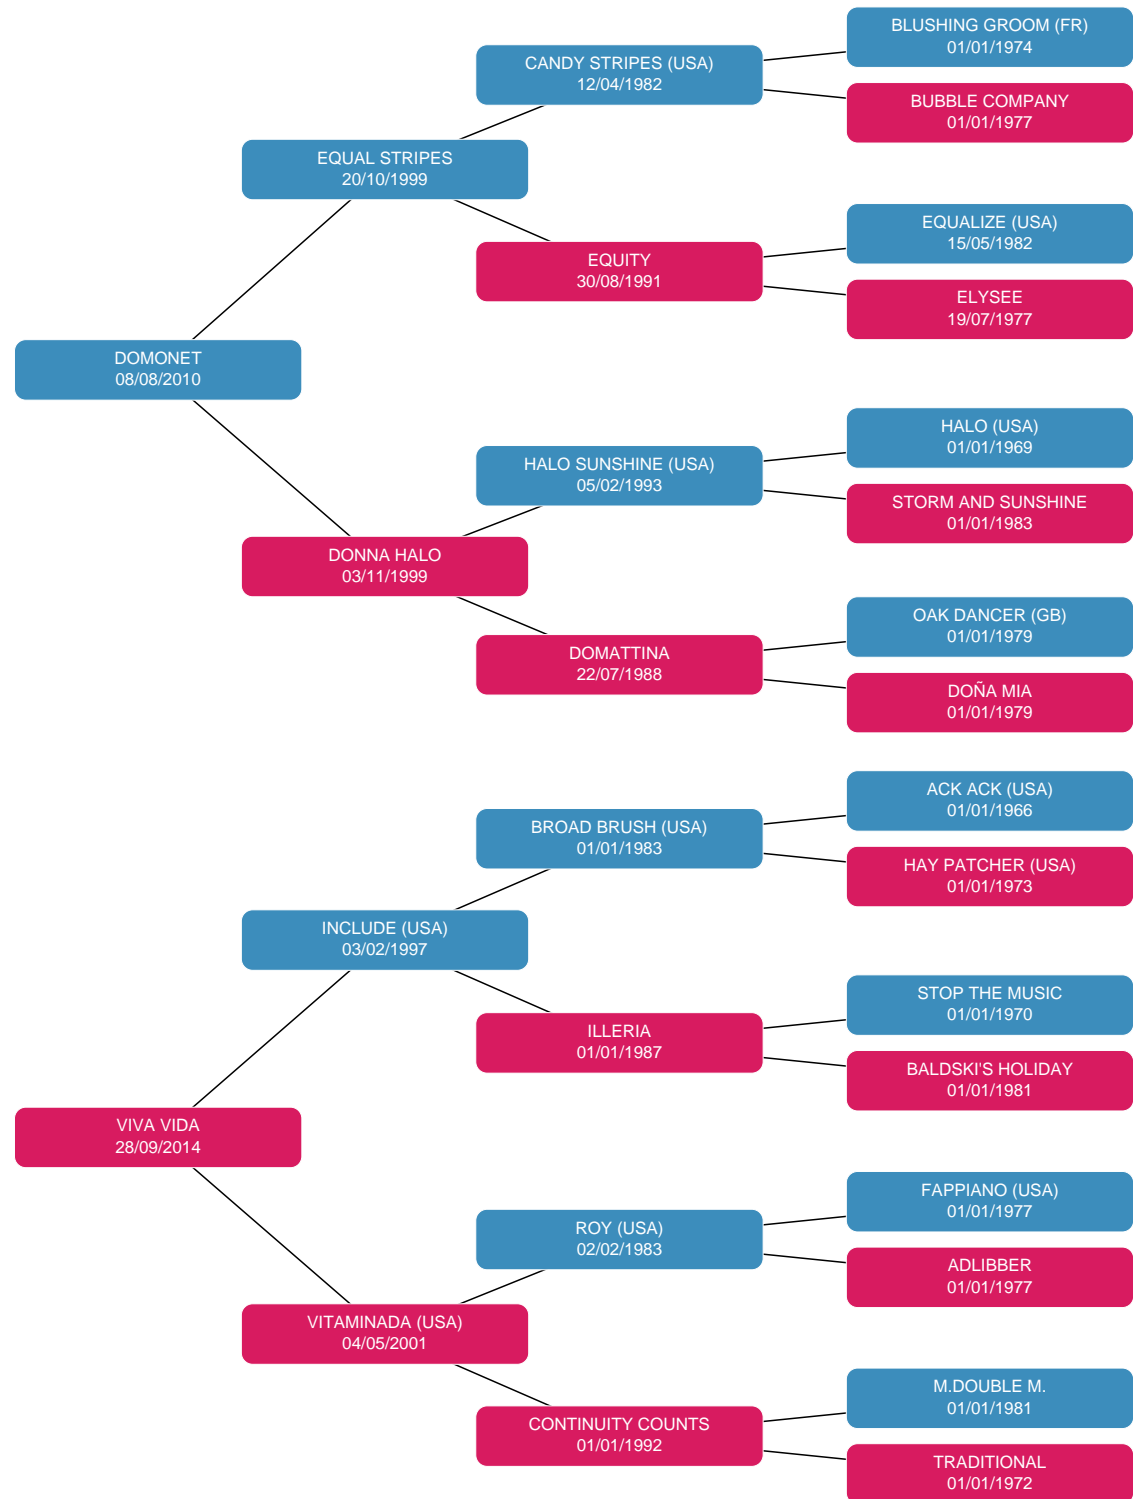 BLUSHING GROOM (FR)
01/01/1974
CANDY STRIPES (USA)
12/04/1982
BUBBLE COMPANY
01/01/1977
EQUAL STRIPES
20/10/1999
EQUALIZE (USA)
15/05/1982
EQUITY
30/08/1991
ELYSEE
19/07/1977
DOMONET
08/08/2010
HALO (USA)
01/01/1969
HALO SUNSHINE (USA)
05/02/1993
STORM AND SUNSHINE
01/01/1983
DONNA HALO
03/11/1999
OAK DANCER (GB)
01/01/1979
DOMATTINA
22/07/1988
DOÑA MIA
01/01/1979
ACK ACK (USA)
01/01/1966
BROAD BRUSH (USA)
01/01/1983
HAY PATCHER (USA)
01/01/1973
INCLUDE (USA)
03/02/1997
STOP THE MUSIC
01/01/1970
ILLERIA
01/01/1987
BALDSKI'S HOLIDAY
01/01/1981
VIVA VIDA
28/09/2014
FAPPIANO (USA)
01/01/1977
ROY (USA)
02/02/1983
ADLIBBER
01/01/1977
VITAMINADA (USA)
04/05/2001
M.DOUBLE M.
01/01/1981
CONTINUITY COUNTS
01/01/1992
TRADITIONAL
01/01/1972